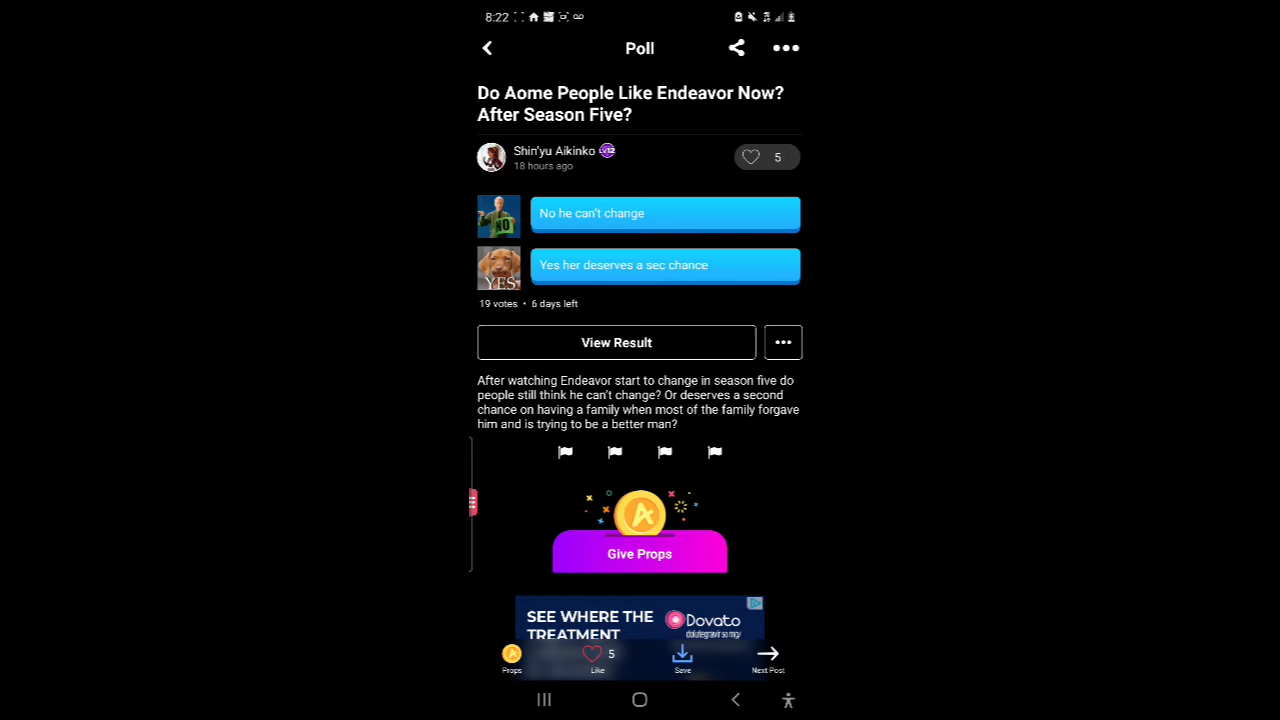 8:22
Poll
Do Aome People Like Endeavor Now?
After Season Five?
Shin'yu Aikinko LV12
18 hours ago
5
NO
No he can't change
YES
Yes her deserves a sec chance
19 votes • 6 days left
View Result
After watching Endeavor start to change in season five do
people still think he can't change? Or deserves a second
chance on having a family when most of the family forgave
him and is trying to be a better man?
Give Props
SEE WHERE THE
TREATMENT
Dovato
Props
5
Like
Save
Next Post